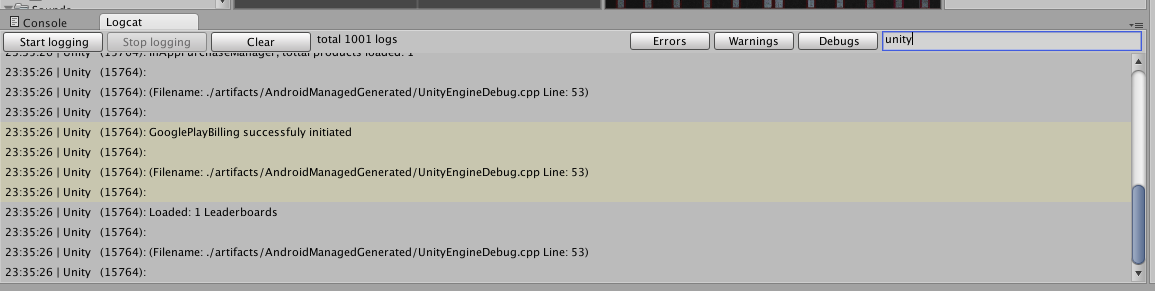 Sounds
Console
Logcat
Start logging
Stop logging
Clear
total 1001 logs
Errors
Warnings
Debugs
unity
23:35:26 | Unity (15764): InAppPurchaseManager, tottal products loaded: 1
23:35:26 | Unity (15764):
23:35:26 | Unity (15764): (Filename: ./artifacts/AndroidManagedGenerated/UnityEngineDebug.cpp Line: 53)
23:35:26 | Unity (15764):
23:35:26 | Unity (15764): GooglePlayBilling successfuly initiated
23:35:26 | Unity (15764):
23:35:26 | Unity (15764): (Filename: ./artifacts/AndroidManagedGenerated/UnityEngineDebug.cpp Line: 53)
23:35:26 | Unity (15764):
23:35:26 | Unity (15764): Loaded: 1 Leaderboards
23:35:26 | Unity (15764):
23:35:26 | Unity (15764): (Filename: ./artifacts/AndroidManagedGenerated/UnityEngineDebug.cpp Line: 53)
23:35:26 | Unity (15764):